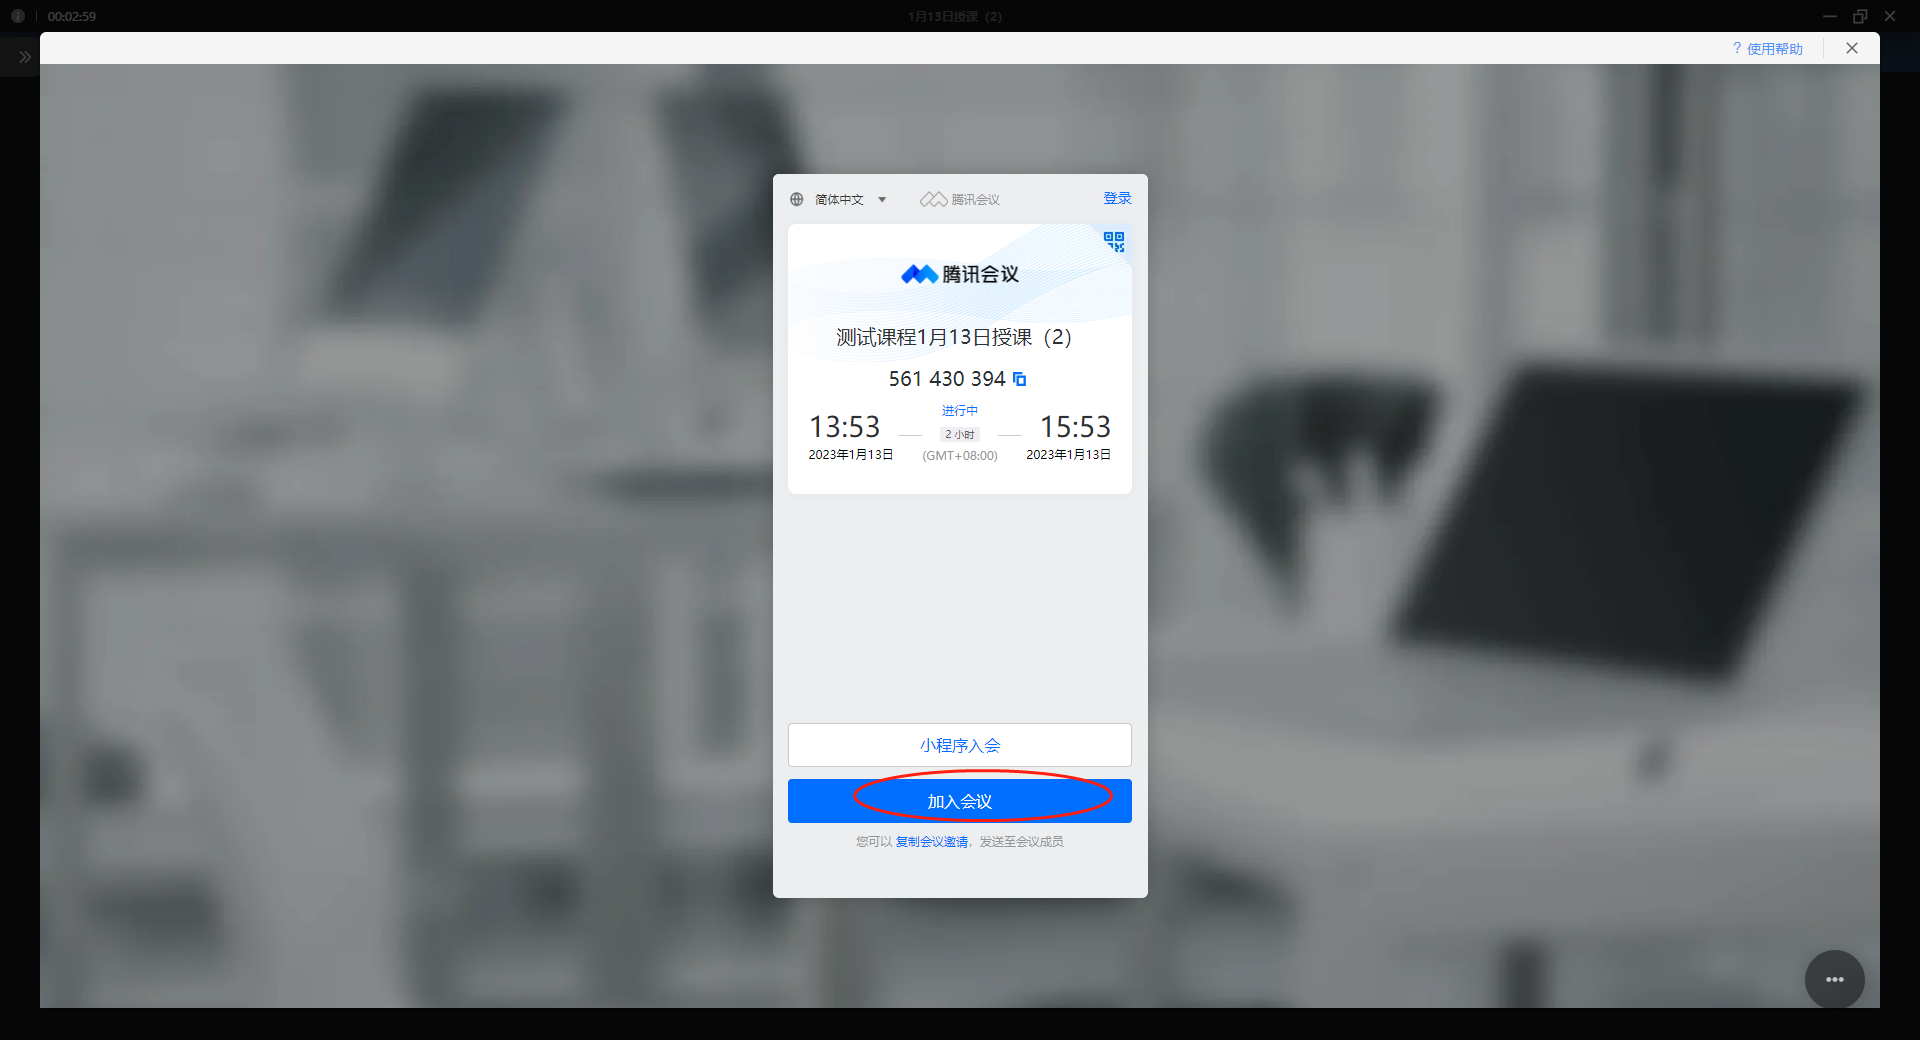 00:02:59
1月13日授课（2）
? 使用帮助
简体中文
腾讯会议
登录
腾讯会议
测试课程1月13日授课（2）
561 430 394
进行中
13:53
2 小时
15:53
2023年1月13日
(GMT+08:00)
2023年1月13日
小程序入会
加入会议
您可以 复制会议邀请，发送至会议成员